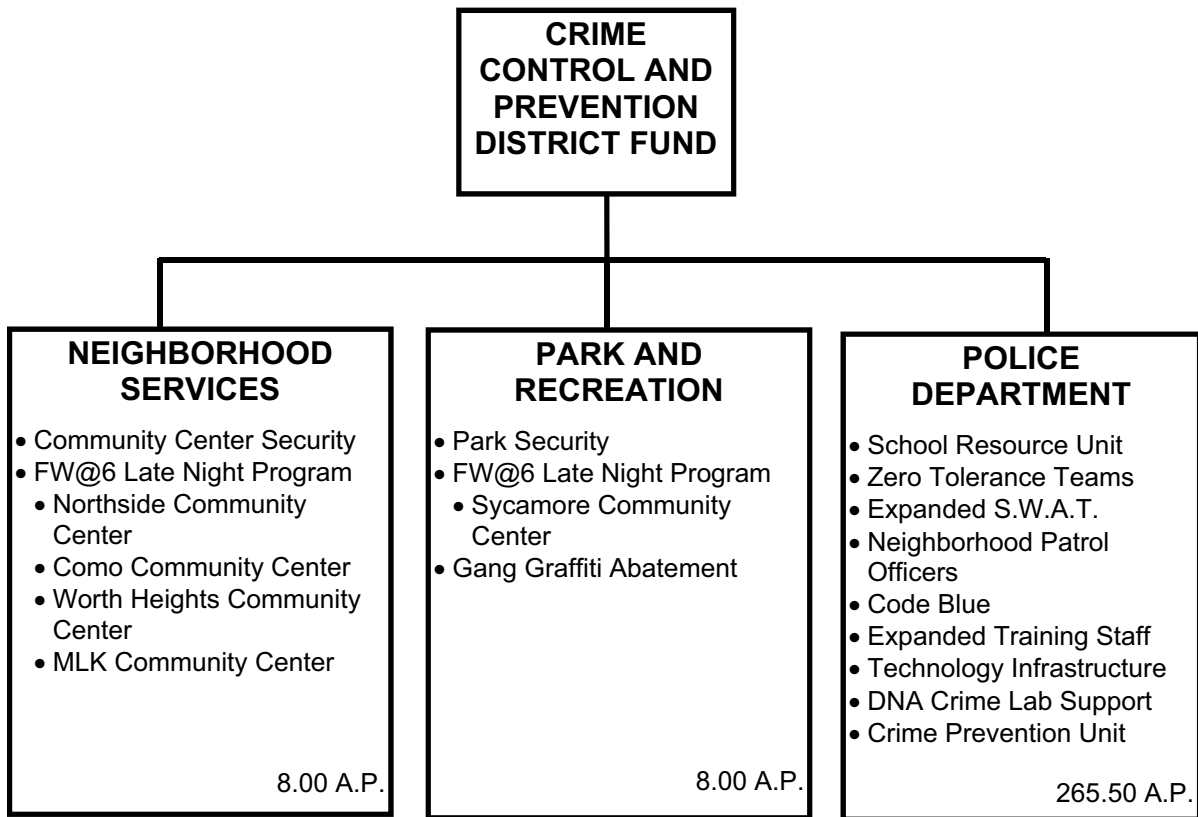 CRIME
CONTROL AND
PREVENTION
DISTRICT FUND
NEIGHBORHOOD
SERVICES
• Community Center Security
• FW@6 Late Night Program
• Northside Community
Center
• Como Community Center
• Worth Heights Community
Center
• MLK Community Center
8.00 A.P.
PARK AND
RECREATION
• Park Security
• FW@6 Late Night Program
• Sycamore Community
Center
• Gang Graffiti Abatement
8.00 A.P.
POLICE
DEPARTMENT
• School Resource Unit
• Zero Tolerance Teams
• Expanded S.W.A.T.
• Neighborhood Patrol
Officers
• Code Blue
• Expanded Training Staff
• Technology Infrastructure
• DNA Crime Lab Support
• Crime Prevention Unit
265.50 A.P.